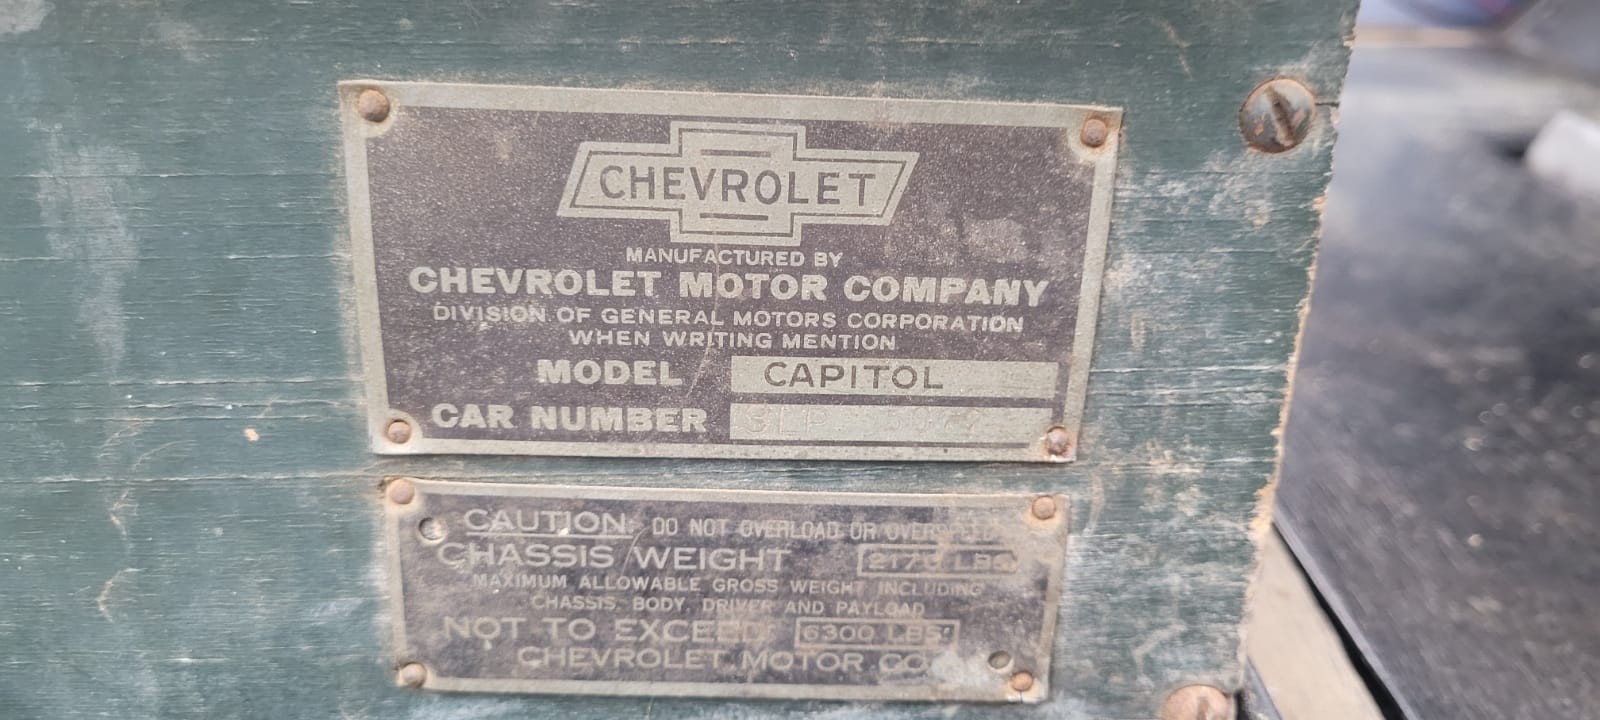 CHEVROLET
MANUFACTURED BY
CHEVROLET MOTOR COMPANY
DIVISION OF GENERAL MOTORS CORPORATION
WHEN WRITING MENTION
MODEL CAPITOL
CAR NUMBER
CAUTION: DO NOT OVERLOAD OR OVERSPEED
CHASSIS WEIGHT LBS.
MAXIMUM ALLOWABLE GROSS WEIGHT INCLUDING
CHASSIS, BODY, DRIVER AND PAYLOAD
NOT TO EXCEED 6300 LBS.
CHEVROLET MOTOR CO.